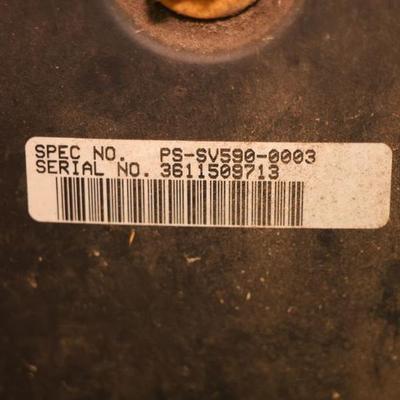 SPEC NO. PS-SV590-0003
SERIAL NO. 3611509713